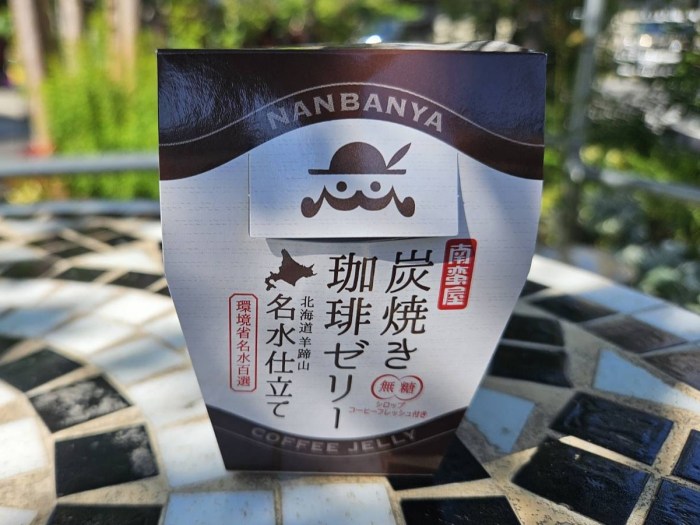 NANBANYA
南蛮屋
炭焼き
珈琲ゼリー
無糖
シロップ
コーヒーフレッシュ付き
北海道羊蹄山
名水仕立て
環境省名水百選
COFFEE JELLY